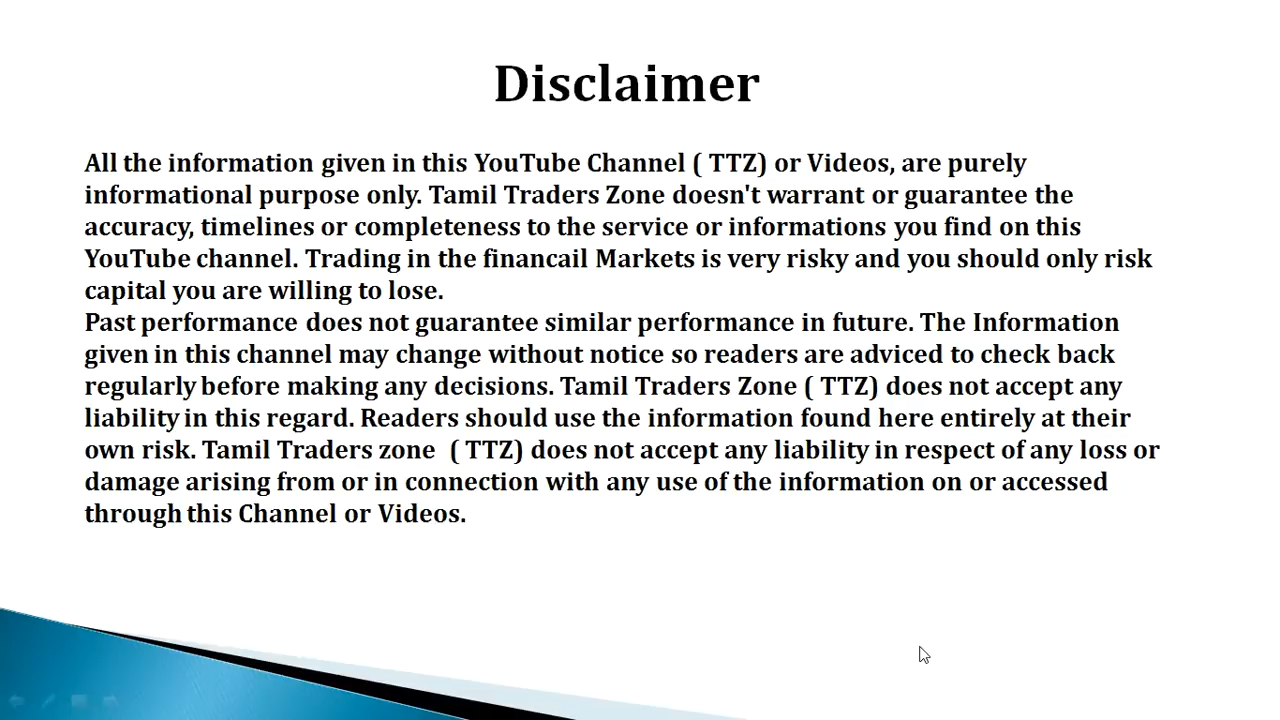 Disclaimer
All the information given in this YouTube Channel ( TTZ) or Videos, are purely
informational purpose only. Tamil Traders Zone doesn't warrant or guarantee the
accuracy, timelines or completeness to the service or informations you find on this
YouTube channel. Trading in the financail Markets is very risky and you should only risk
capital you are willing to lose.
Past performance does not guarantee similar performance in future. The Information
given in this channel may change without notice so readers are adviced to check back
regularly before making any decisions. Tamil Traders Zone ( TTZ) does not accept any
liability in this regard. Readers should use the information found here entirely at their
own risk. Tamil Traders zone  ( TTZ) does not accept any liability in respect of any loss or
damage arising from or in connection with any use of the information on or accessed
through this Channel or Videos.